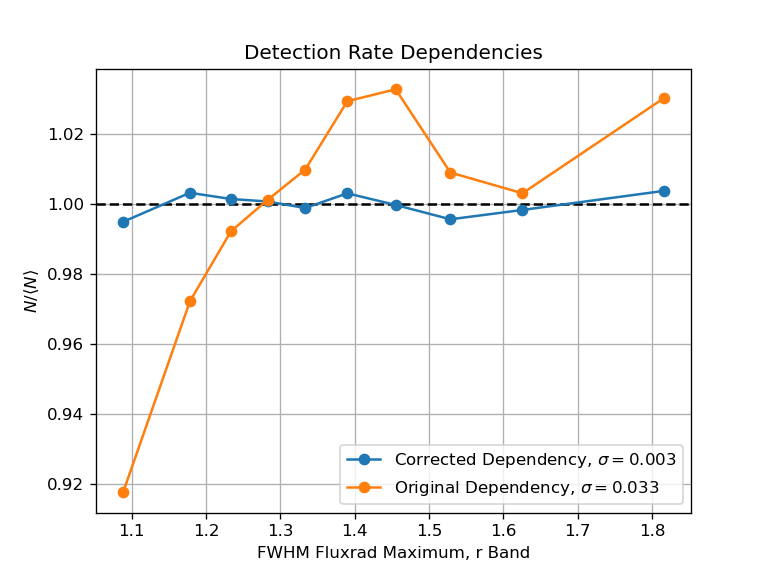 Detection Rate Dependencies
N/⟨N⟩
1.02
1.00
0.98
0.96
0.94
0.92
Corrected Dependency, σ = 0.003
Original Dependency, σ = 0.033
1.1 1.2 1.3 1.4 1.5 1.6 1.7 1.8
FWHM Fluxrad Maximum, r Band